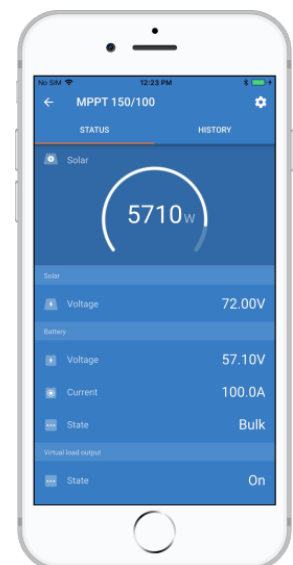 No SIM 12:23 PM
MPPT 150/100
STATUS HISTORY
Solar
5710W
Solar
Voltage 72.00V
Battery
Voltage 57.10V
Current 100.0A
State Bulk
Virtual load output
State On